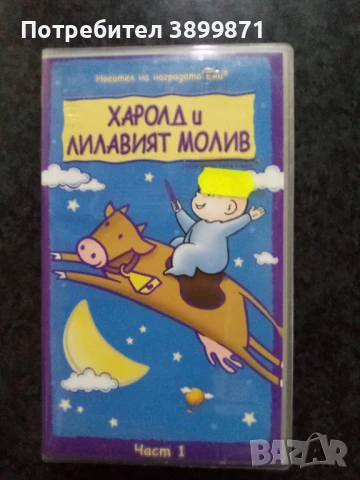 Потребител 3899871
Носител на наградата "Еми"
ХАРОЛД и
ЛИЛАВИЯТ МОЛИВ
Част 1
BAZAR